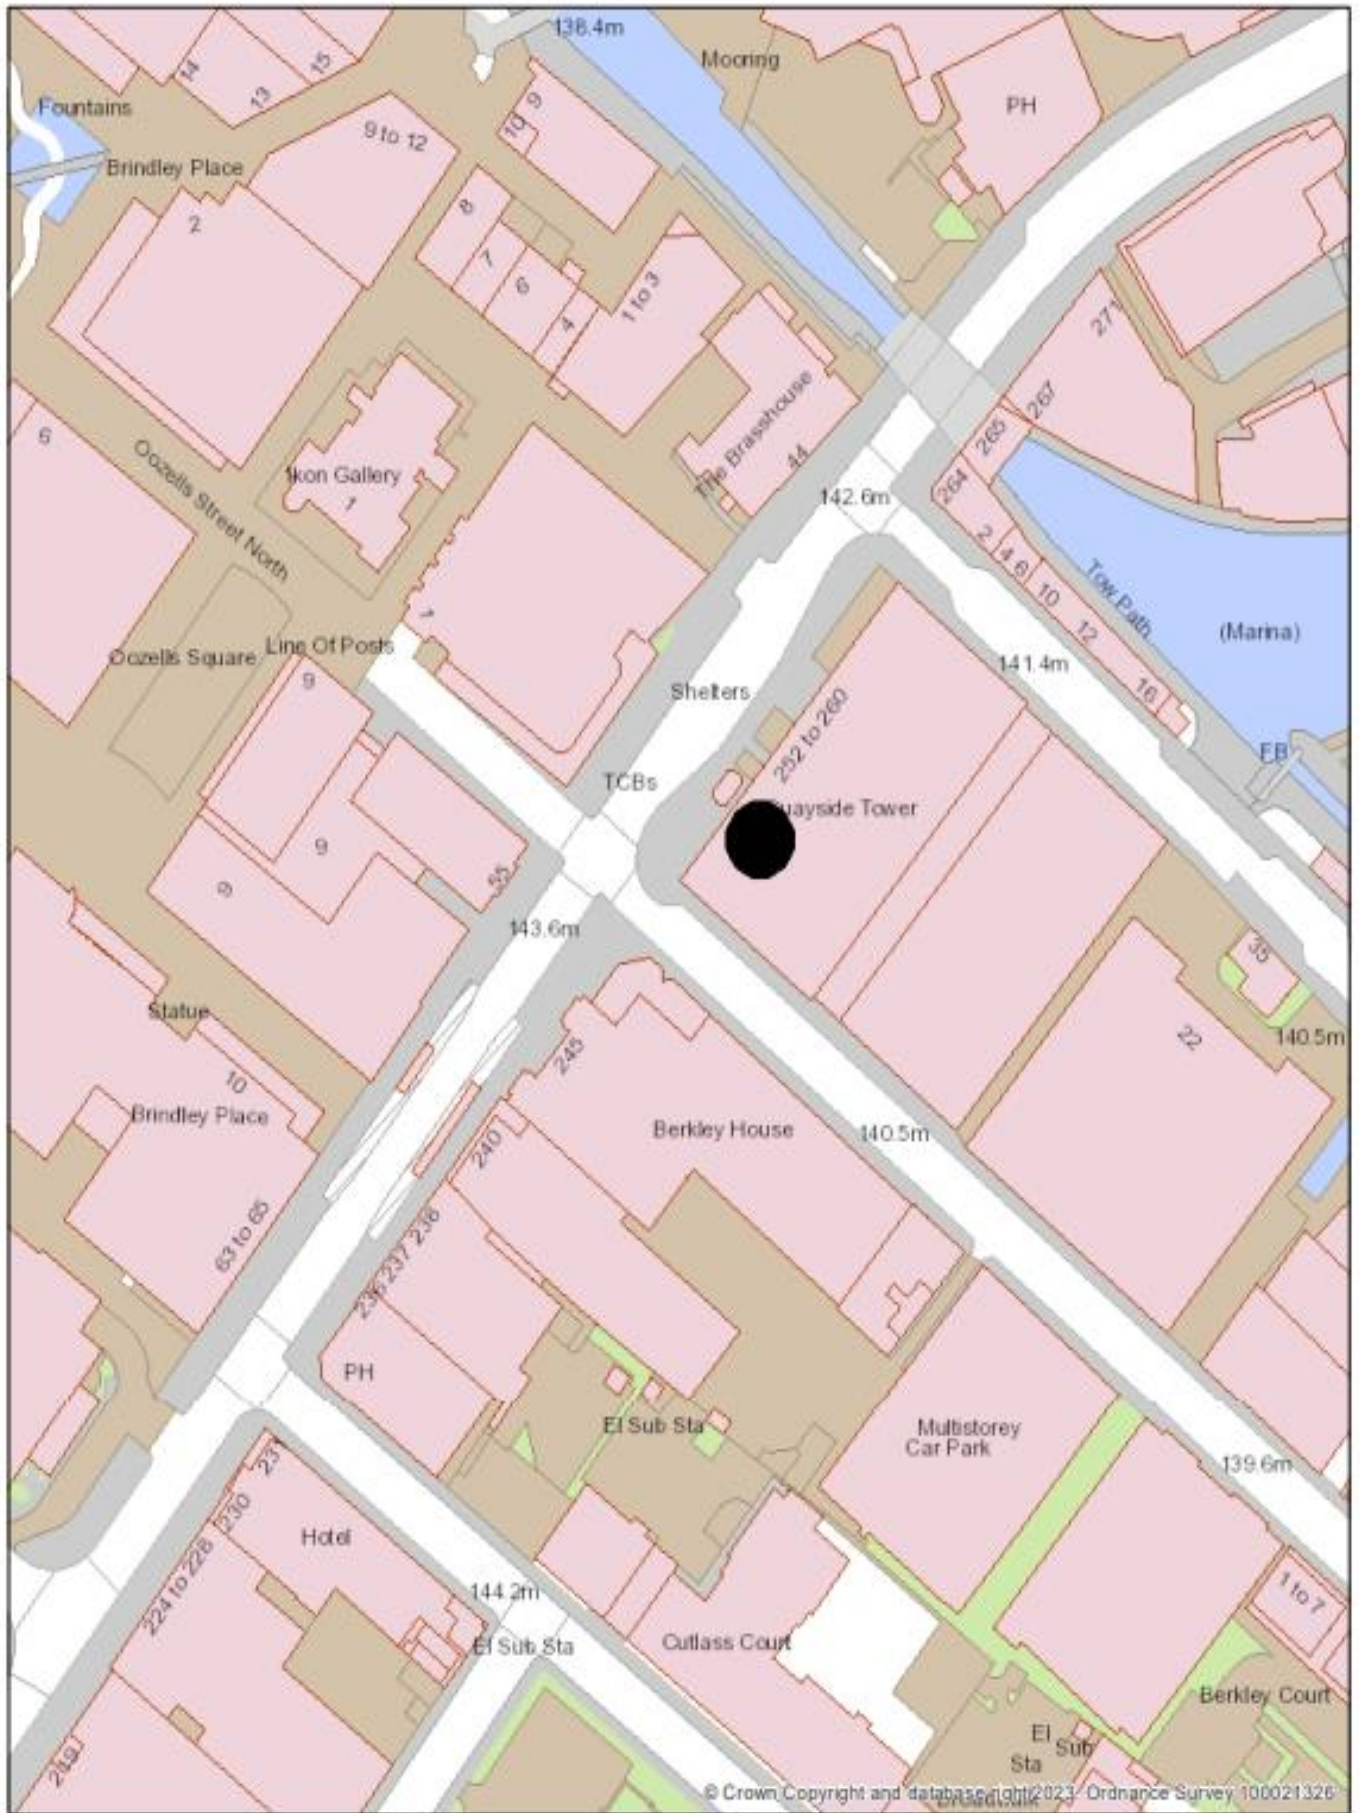 138.4m
Mooring
14
13
15
Fountains
9
10
PH
9 to 12
Brindley Place
2
8
7
6
4
1 to 3
271
267
265
264
6
Oozells Street North
Ikon Gallery
1
The Brasshouse
44
142.6m
2
4 6
10
12
16
Tow Path
(Marina)
1
Line Of Posts
Oozells Square
9
141.4m
Shelters
252 to 260
FB
TCBs
uayside Tower
9
9
55
143.6m
35
Statue
22
140.5m
245
10
Brindley Place
Berkley House
140.5m
240
63 to 65
236 237 238
PH
El Sub Sta
Multistorey
Car Park
139.6m
23
230
Hotel
224 to 228
144.2m
El Sub Sta
Cutlass Court
1 to 7
Berkley Court
El Sub
Sta
219
© Crown Copyright and database right 2023. Ordnance Survey 100021326